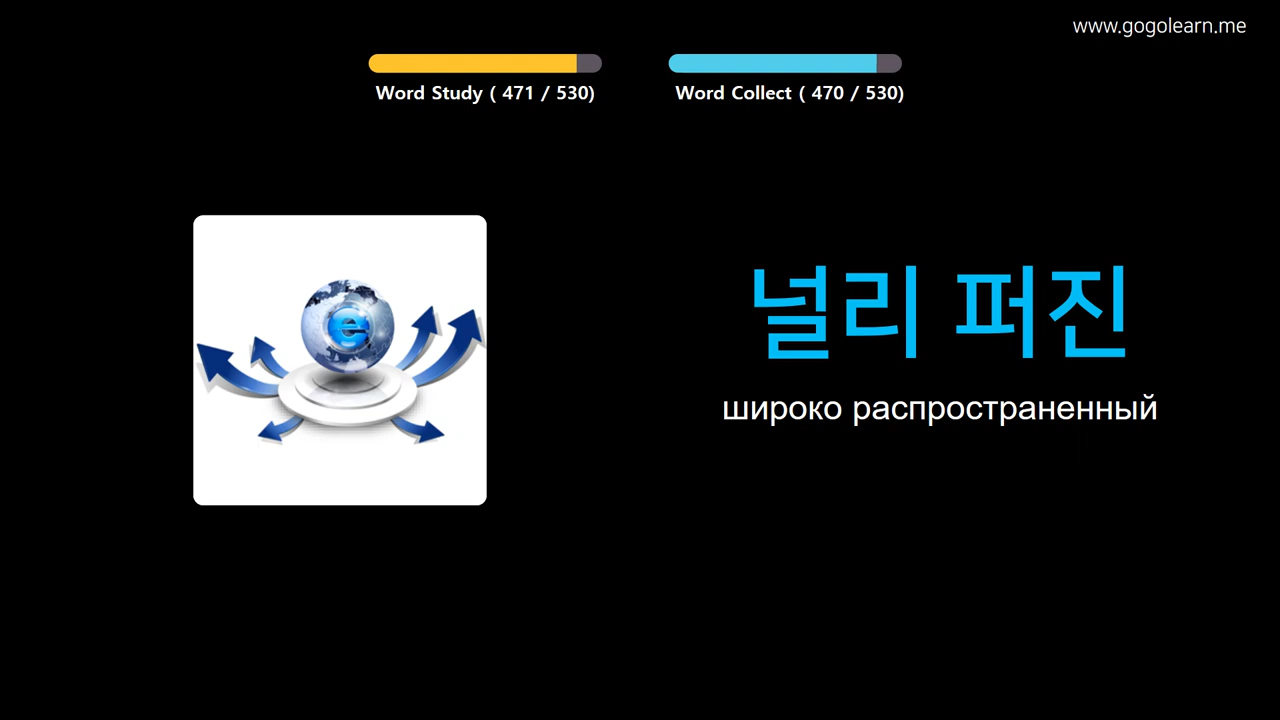 www.gogolearn.me
Word Study ( 471 / 530)
Word Collect ( 470 / 530)
e
널리 퍼진
широко распространенный